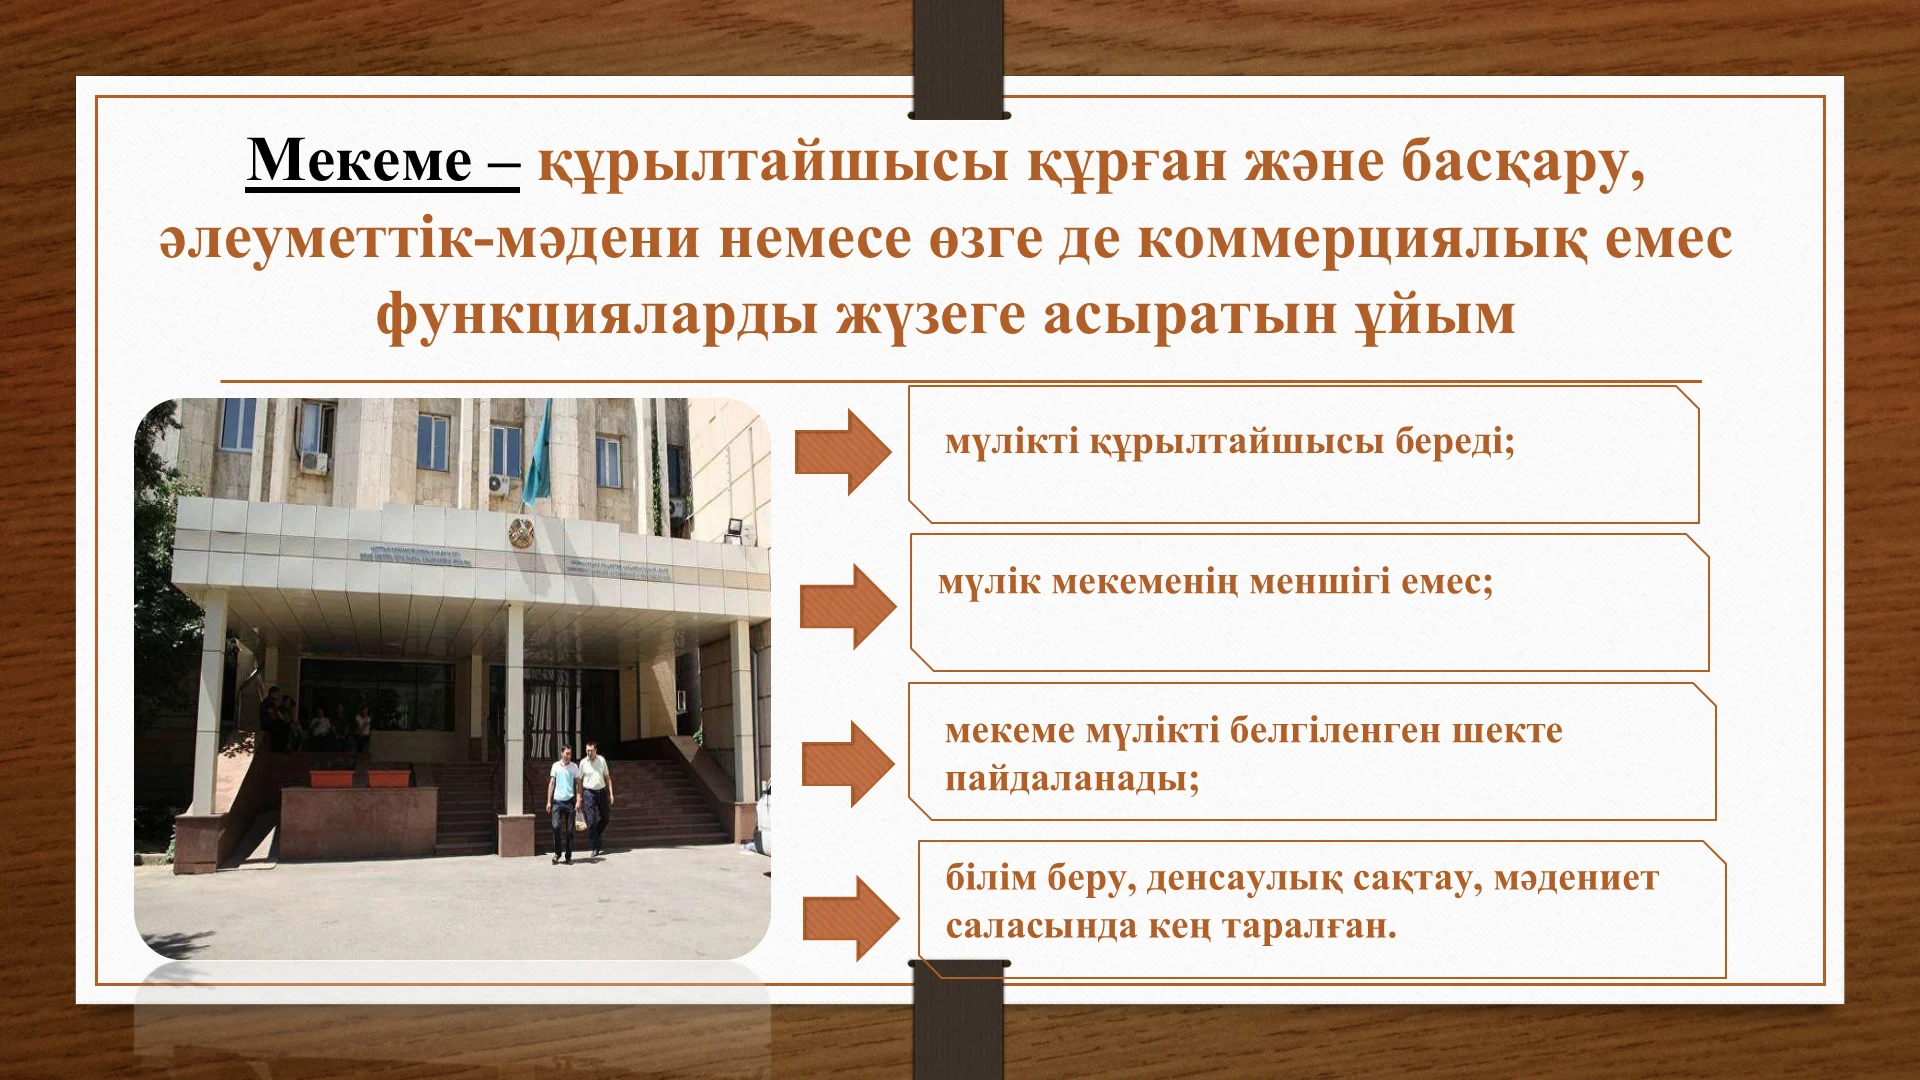 Мекеме – құрылтайшысы құрған және басқару,
әлеуметтік-мәдени немесе өзге де коммерциялық емес
функцияларды жүзеге асыратын ұйым
мүлікті құрылтайшысы береді;
мүлік мекеменің меншігі емес;
мекеме мүлікті белгіленген шекте
пайдаланады;
білім беру, денсаулық сақтау, мәдениет
саласында кең таралған.